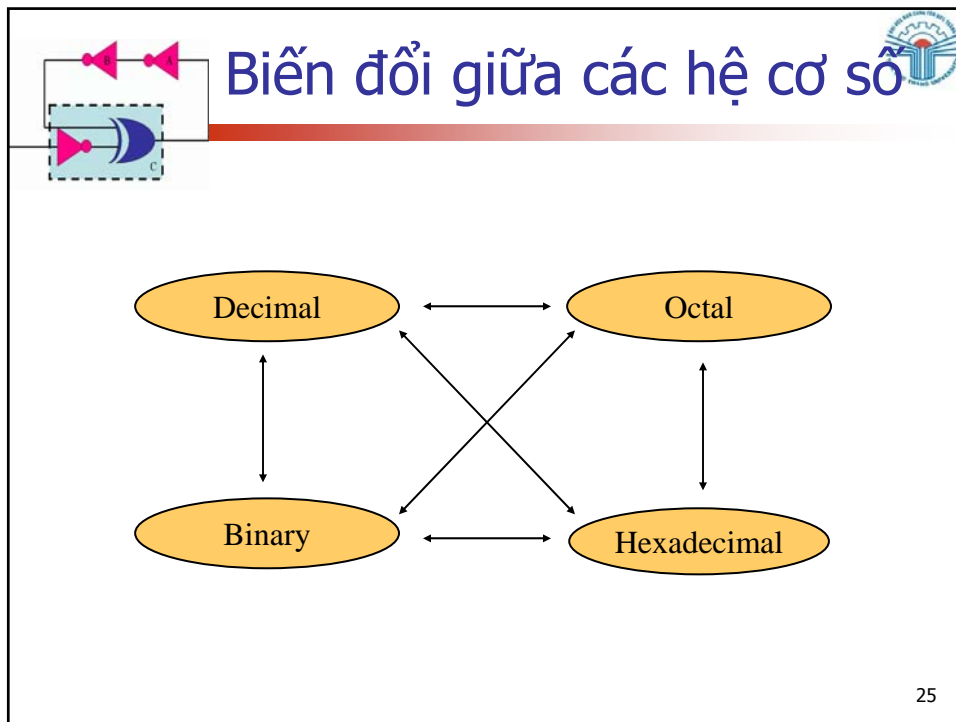 Biến đổi giữa các hệ cơ số
B A
C
Decimal Octal
Binary Hexadecimal
25